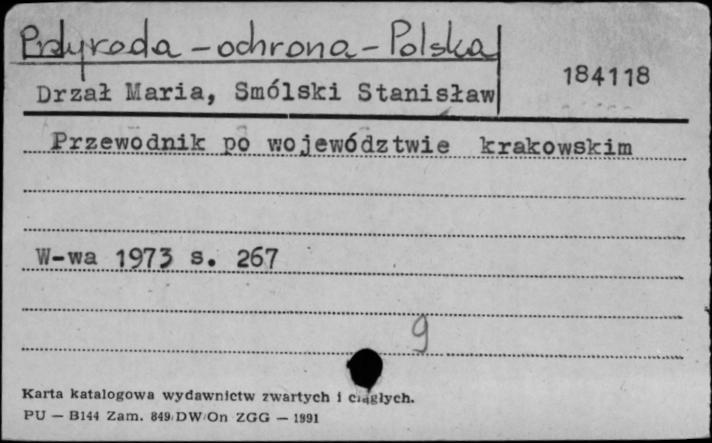 Przyroda - ochrona - Polska
184118
Drzał Maria, Smólski Stanisław
Przewodnik po województwie krakowskim
W-wa 1973 s. 267
9
Karta katalogowa wydawnictw zwartych i ciągłych.
PU — B144 Zam. 849 DW/On ZGG — 1991